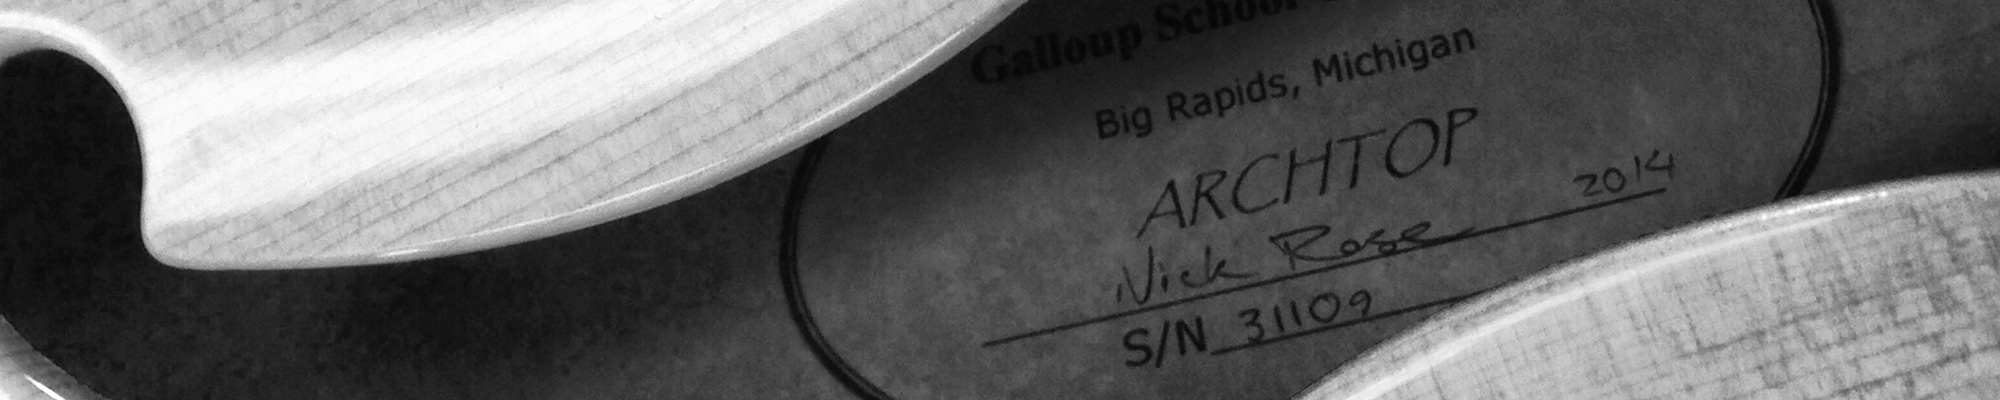 Galloup School
Big Rapids, Michigan
ARCHTOP
Nick Rose 2014
S/N 31109